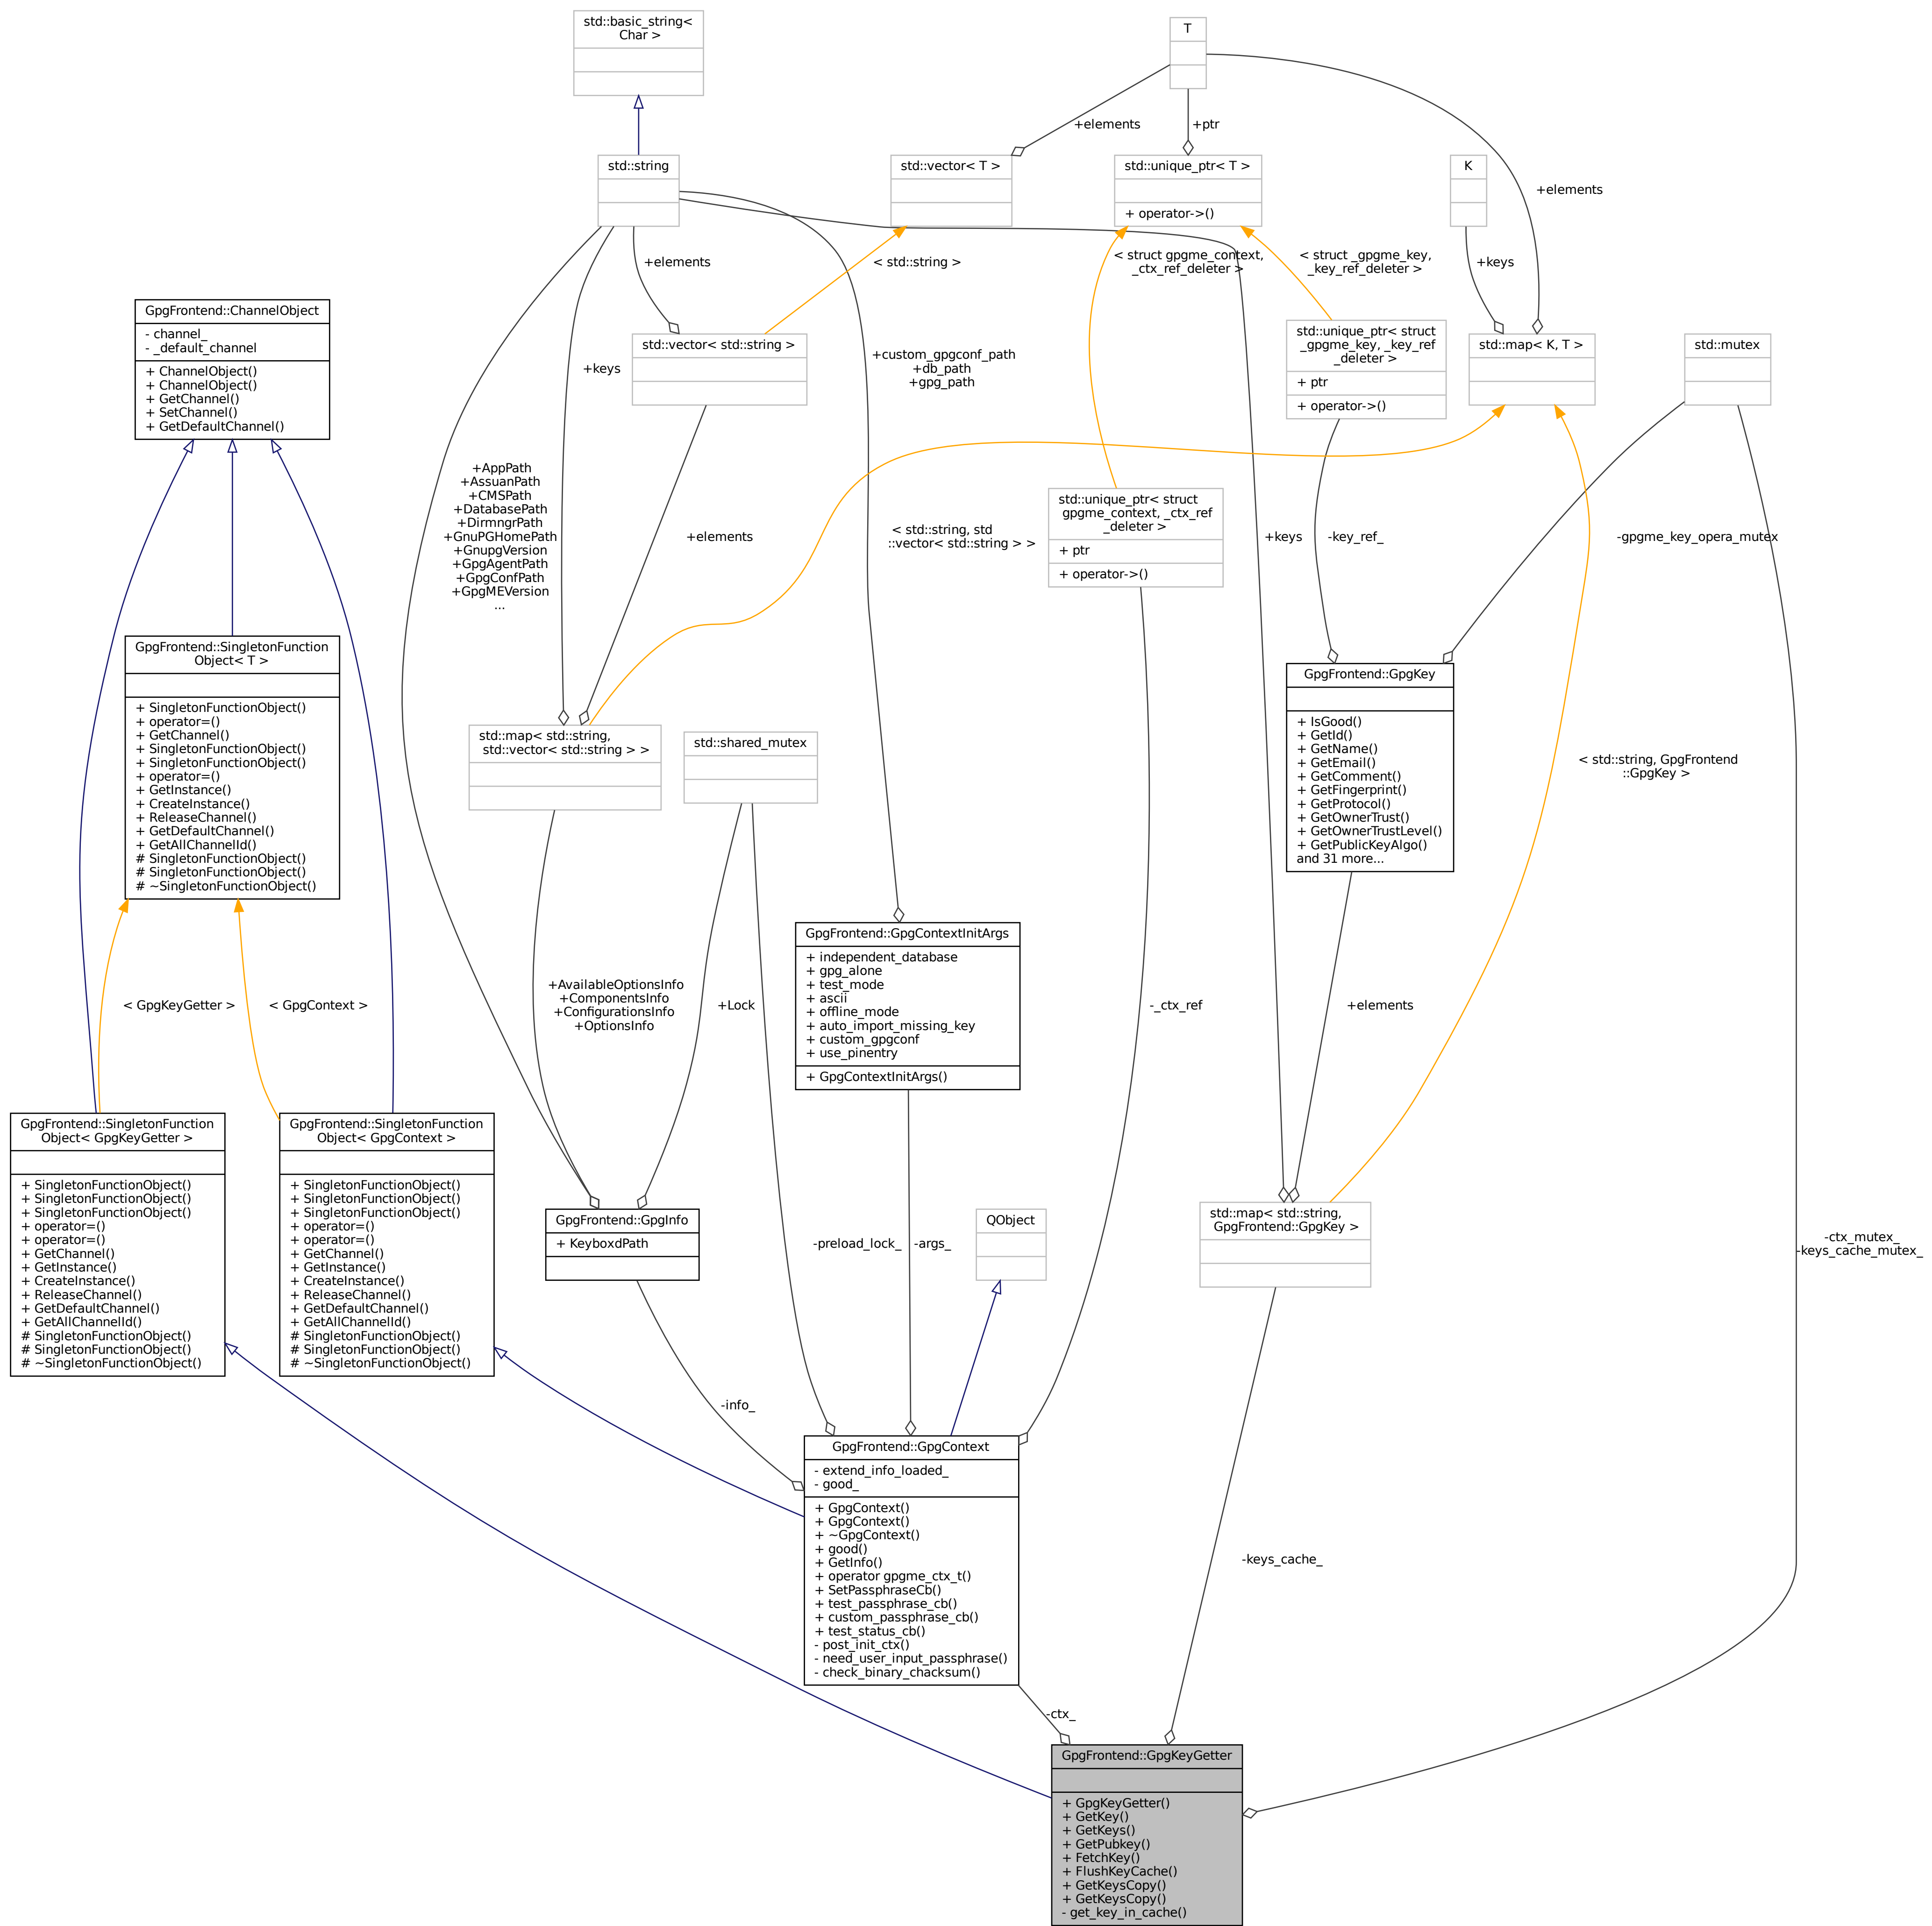 std::basic_string<
Char >
T
+elements
+ptr
std::string
std::vector< T >
std::unique_ptr< T >
+ operator->()
K
+elements
+elements
< std::string >
< struct gpgme_context,
_ctx_ref_deleter >
< struct _gpgme_key,
_key_ref_deleter >
+keys
GpgFrontend::ChannelObject
- channel_
- _default_channel
+ ChannelObject()
+ ChannelObject()
+ GetChannel()
+ SetChannel()
+ GetDefaultChannel()
+keys
std::vector< std::string >
+custom_gpgconf_path
+db_path
+gpg_path
std::unique_ptr< struct
_gpgme_key, _key_ref
_deleter >
+ ptr
+ operator->()
std::map< K, T >
std::mutex
+AppPath
+AssuanPath
+CMSPath
+DatabasePath
+DirmngrPath
+GnuPGHomePath
+GnupgVersion
+GpgAgentPath
+GpgConfPath
+GpgMEVersion
...
+elements
< std::string, std
::vector< std::string > >
std::unique_ptr< struct
gpgme_context, _ctx_ref
_deleter >
+ ptr
+ operator->()
+keys
-key_ref_
-gpgme_key_opera_mutex
GpgFrontend::SingletonFunction
Object< T >
+ SingletonFunctionObject()
+ operator=()
+ GetChannel()
+ SingletonFunctionObject()
+ SingletonFunctionObject()
+ operator=()
+ GetInstance()
+ CreateInstance()
+ ReleaseChannel()
+ GetDefaultChannel()
+ GetAllChannelId()
# SingletonFunctionObject()
# SingletonFunctionObject()
# ~SingletonFunctionObject()
std::map< std::string,
std::vector< std::string > >
std::shared_mutex
GpgFrontend::GpgKey
+ IsGood()
+ GetId()
+ GetName()
+ GetEmail()
+ GetComment()
+ GetFingerprint()
+ GetProtocol()
+ GetOwnerTrust()
+ GetOwnerTrustLevel()
+ GetPublicKeyAlgo()
and 31 more...
< std::string, GpgFrontend
::GpgKey >
< GpgKeyGetter >
< GpgContext >
+AvailableOptionsInfo
+ComponentsInfo
+ConfigurationsInfo
+OptionsInfo
+Lock
GpgFrontend::GpgContextInitArgs
+ independent_database
+ gpg_alone
+ test_mode
+ ascii
+ offline_mode
+ auto_import_missing_key
+ custom_gpgconf
+ use_pinentry
+ GpgContextInitArgs()
-_ctx_ref
+elements
GpgFrontend::SingletonFunction
Object< GpgKeyGetter >
+ SingletonFunctionObject()
+ SingletonFunctionObject()
+ SingletonFunctionObject()
+ operator=()
+ operator=()
+ GetChannel()
+ GetInstance()
+ CreateInstance()
+ ReleaseChannel()
+ GetDefaultChannel()
+ GetAllChannelId()
# SingletonFunctionObject()
# SingletonFunctionObject()
# ~SingletonFunctionObject()
GpgFrontend::SingletonFunction
Object< GpgContext >
+ SingletonFunctionObject()
+ SingletonFunctionObject()
+ SingletonFunctionObject()
+ operator=()
+ operator=()
+ GetChannel()
+ GetInstance()
+ CreateInstance()
+ ReleaseChannel()
+ GetDefaultChannel()
+ GetAllChannelId()
# SingletonFunctionObject()
# SingletonFunctionObject()
# ~SingletonFunctionObject()
GpgFrontend::GpgInfo
+ KeyboxdPath
-preload_lock_
-args_
QObject
std::map< std::string,
GpgFrontend::GpgKey >
-ctx_mutex_
-keys_cache_mutex_
-info_
GpgFrontend::GpgContext
- extend_info_loaded_
- good_
+ GpgContext()
+ GpgContext()
+ ~GpgContext()
+ good()
+ GetInfo()
+ operator gpgme_ctx_t()
+ SetPassphraseCb()
+ test_passphrase_cb()
+ custom_passphrase_cb()
+ test_status_cb()
- post_init_ctx()
- need_user_input_passphrase()
- check_binary_chacksum()
-keys_cache_
-ctx_
GpgFrontend::GpgKeyGetter
+ GpgKeyGetter()
+ GetKey()
+ GetKeys()
+ GetPubkey()
+ FetchKey()
+ FlushKeyCache()
+ GetKeysCopy()
+ GetKeysCopy()
- get_key_in_cache()